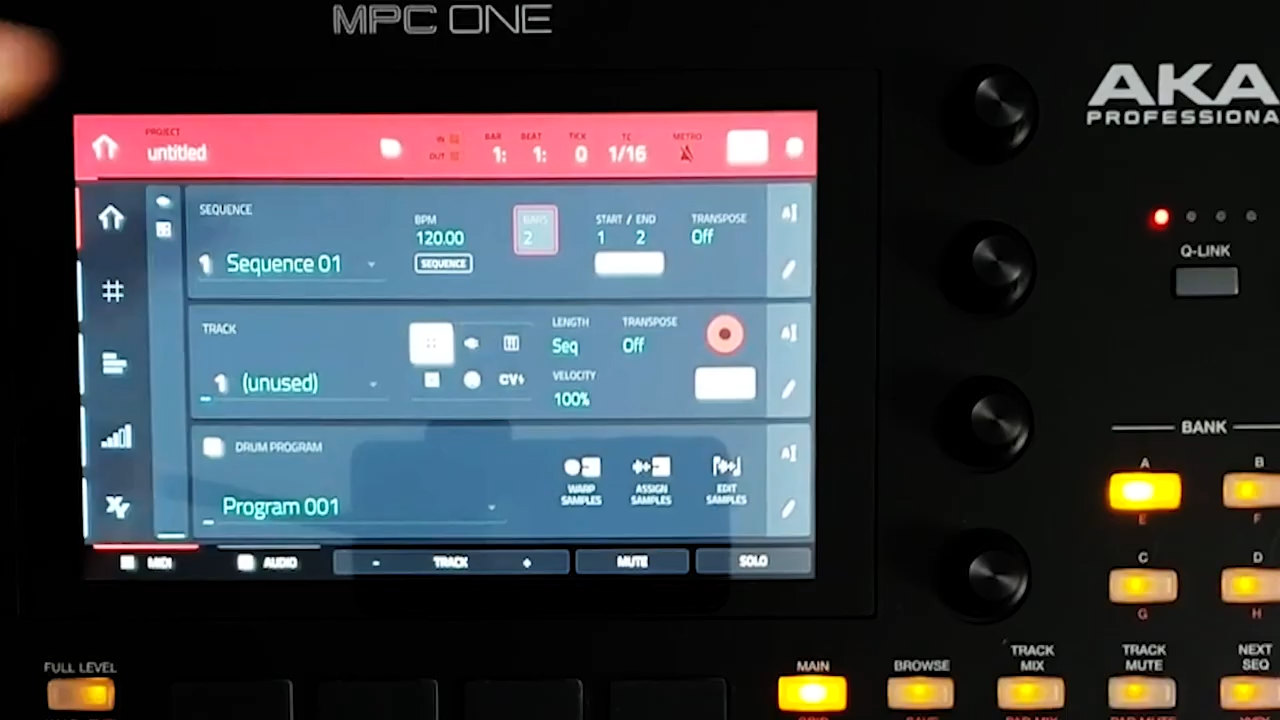 MPC ONE
AKA
PROFESSIONA
PROJECT
untitled
IN
OUT
BAR BEAT TICK TC METRO
1: 1: 0 1/16
SEQUENCE
1 Sequence 01
BPM
120.00
SEQUENCE
BARS
2
START / END
1 2
TRANSPOSE
Off
TRACK
1 (unused)
CV
LENGTH
Seq
TRANSPOSE
Off
VELOCITY
100%
DRUM PROGRAM
Program 001
WARP
SAMPLES
ASSIGN
SAMPLES
EDIT
SAMPLES
MIDI AUDIO - TRACK + MUTE SOLO
Q-LINK
BANK
A B
E F
C D
G H
FULL LEVEL
MAIN
BROWSE
TRACK
MIX
TRACK
MUTE
NEXT
SEQ